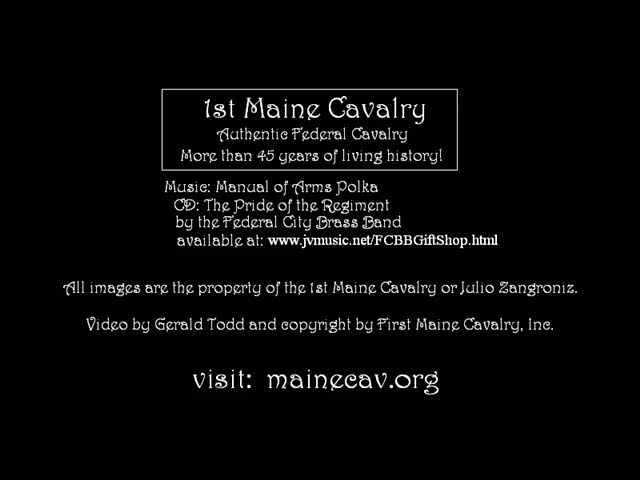 1st Maine Cavalry
Authentic Federal Cavalry
More than 45 years of living history!
Music: Manual of Arms Polka
CD: The Pride of the Regiment
by the Federal City Brass Band
available at: www.jvmusic.net/FCBBGiftShop.html
All images are the property of the 1st Maine Cavalry or Julio Zangroniz.
Video by Gerald Todd and copyright by First Maine Cavalry, Inc.
visit: mainecav.org